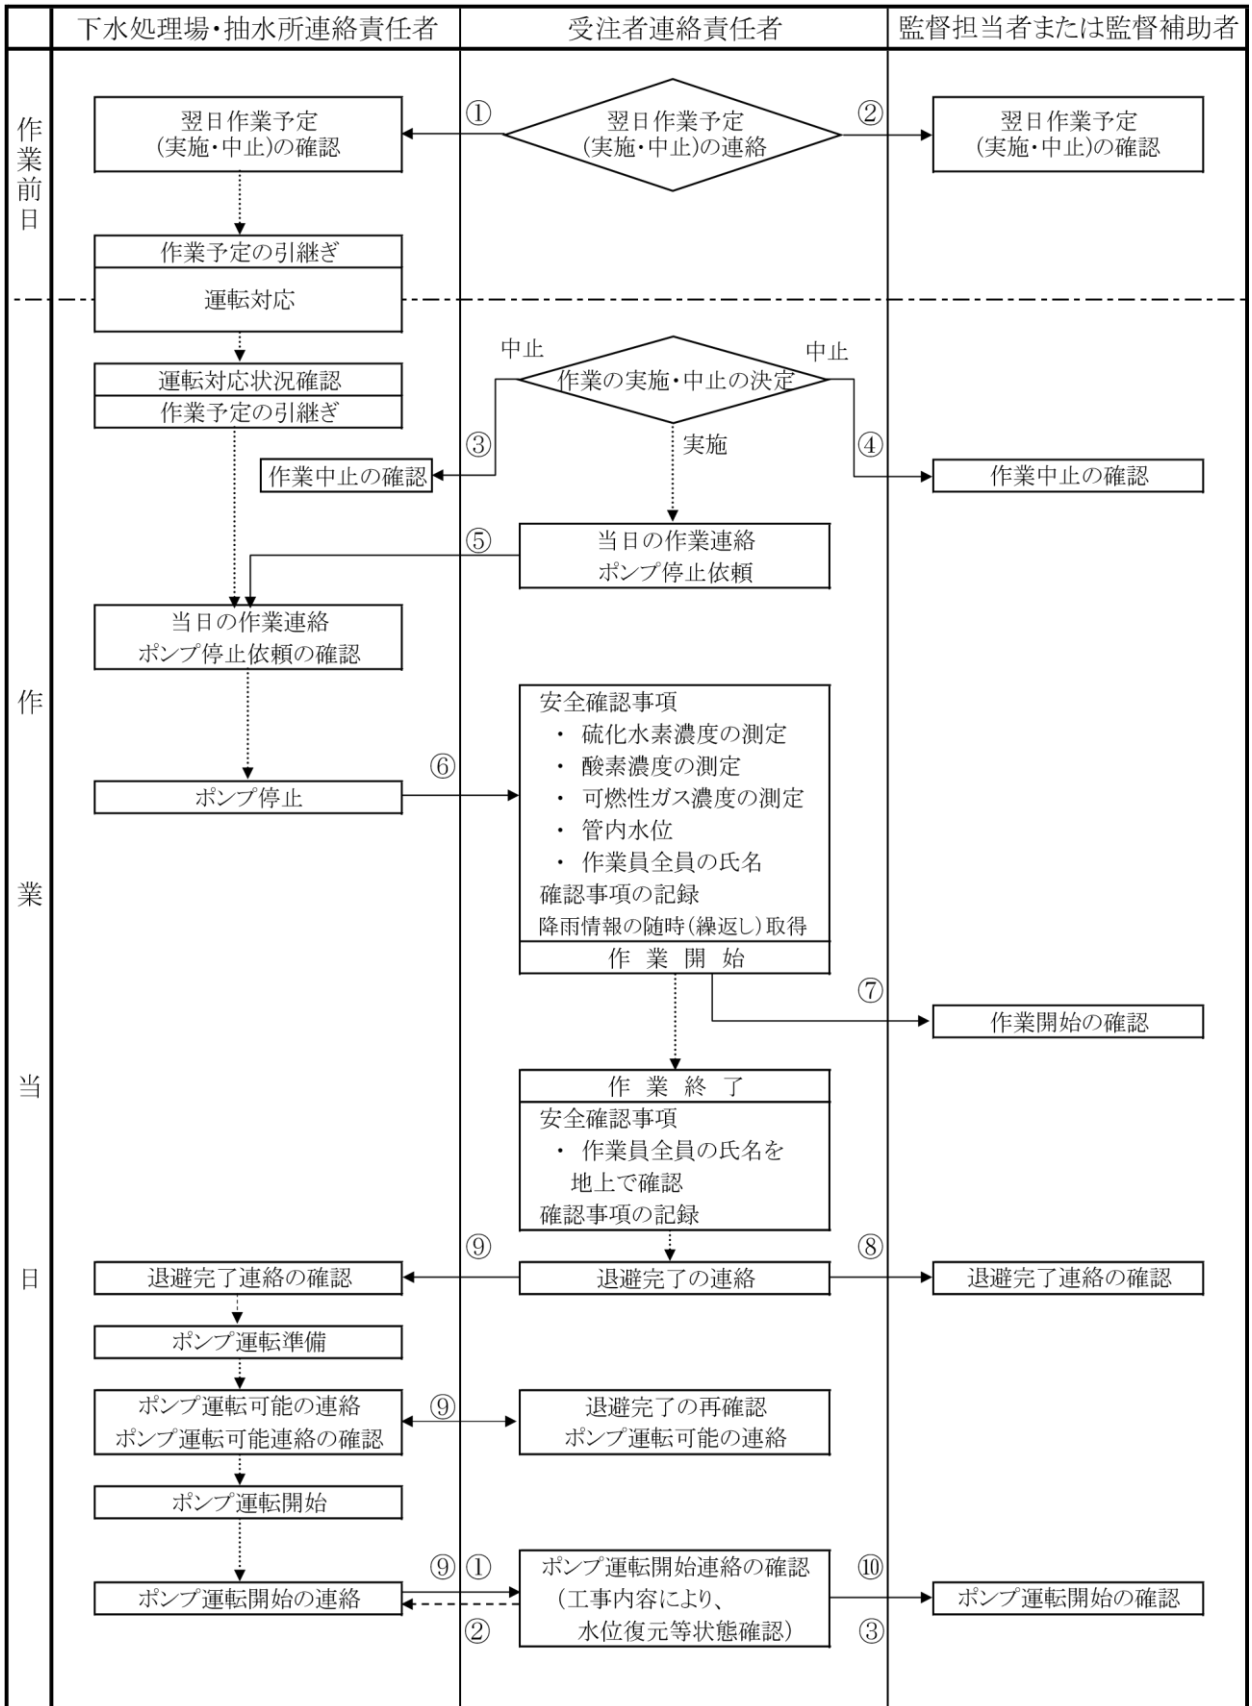 下水処理場・抽水所連絡責任者
受注者連絡責任者
監督担当者または監督補助者
作業前日
翌日作業予定
(実施・中止)の確認
①
翌日作業予定
(実施・中止)の連絡
②
翌日作業予定
(実施・中止)の確認
作業予定の引継ぎ
運転対応
作業当日
運転対応状況確認
作業予定の引継ぎ
中止
作業の実施・中止の決定
中止
③
実施
④
作業中止の確認
作業中止の確認
⑤
当日の作業連絡
ポンプ停止依頼
当日の作業連絡
ポンプ停止依頼の確認
安全確認事項
・ 硫化水素濃度の測定
・ 酸素濃度の測定
・ 可燃性ガス濃度の測定
・ 管内水位
・ 作業員全員の氏名
確認事項の記録
降雨情報の随時(繰返し)取得
作 業 開 始
⑥
ポンプ停止
⑦
作業開始の確認
作 業 終 了
安全確認事項
・ 作業員全員の氏名を
地上で確認
確認事項の記録
⑨
⑧
退避完了連絡の確認
退避完了の連絡
退避完了連絡の確認
ポンプ運転準備
ポンプ運転可能の連絡
ポンプ運転可能連絡の確認
⑨
退避完了の再確認
ポンプ運転可能の連絡
ポンプ運転開始
ポンプ運転開始の連絡
⑨ ①
②
ポンプ運転開始連絡の確認
(工事内容により、
水位復元等状態確認)
⑩
③
ポンプ運転開始の確認